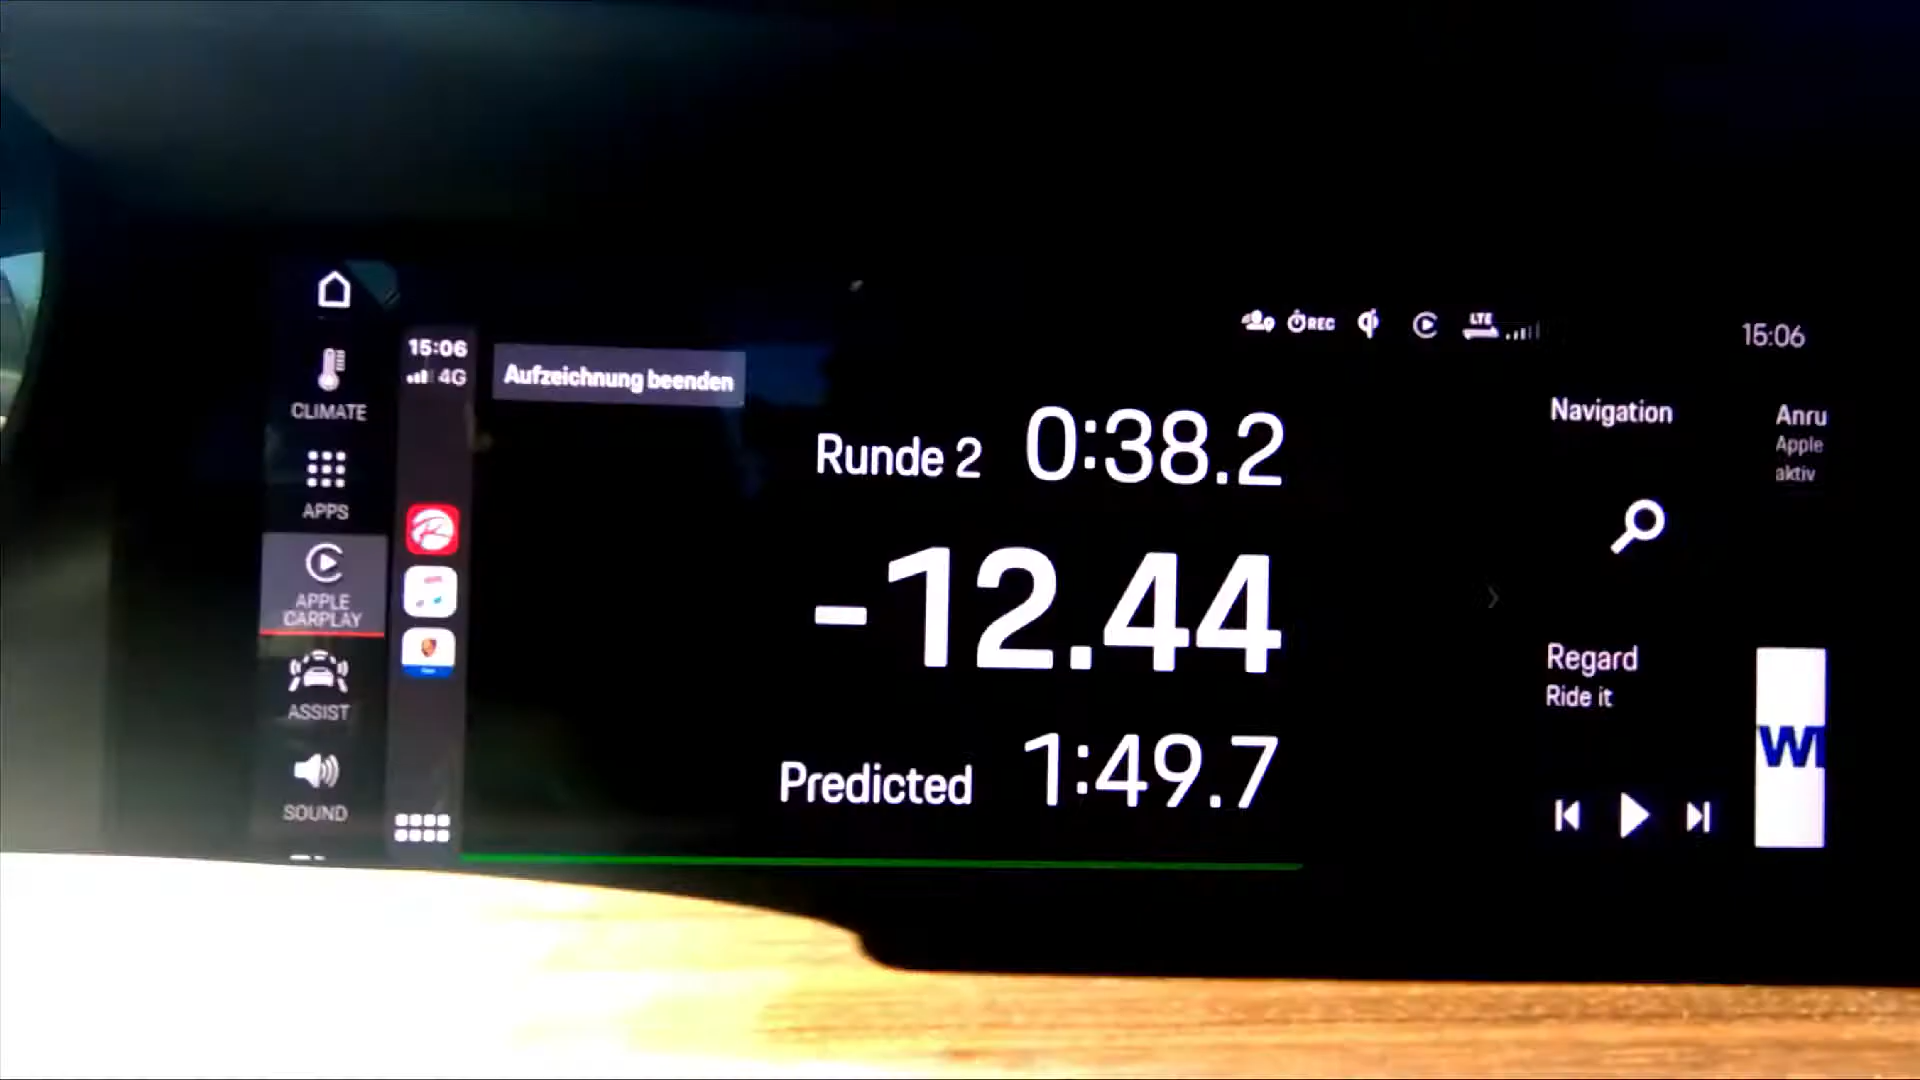 CLIMATE
APPS
APPLE
CARPLAY
ASSIST
SOUND
15:06
4G
Aufzeichnung beenden
Runde 2 0:38.2
-12.44
Predicted 1:49.7
REC
LTE
15:06
Navigation
Anru
Apple
aktiv
Regard
Ride it
WI